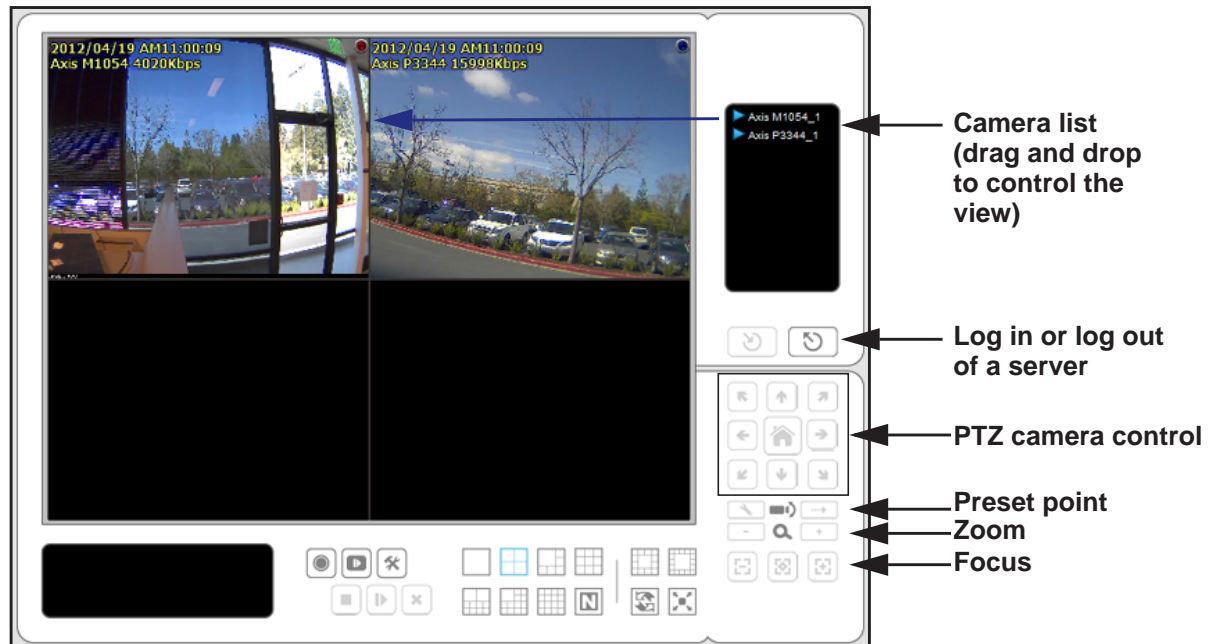 2012/04/19 AM11:00:09
Axis M1054 4020Kbps
2012/04/19 AM11:00:09
Axis P3344 15998Kbps
Axis M1054_1
Axis P3344_1
Camera list
(drag and drop
to control the
view)
Log in or log out
of a server
PTZ camera control
Preset point
Zoom
Focus
N